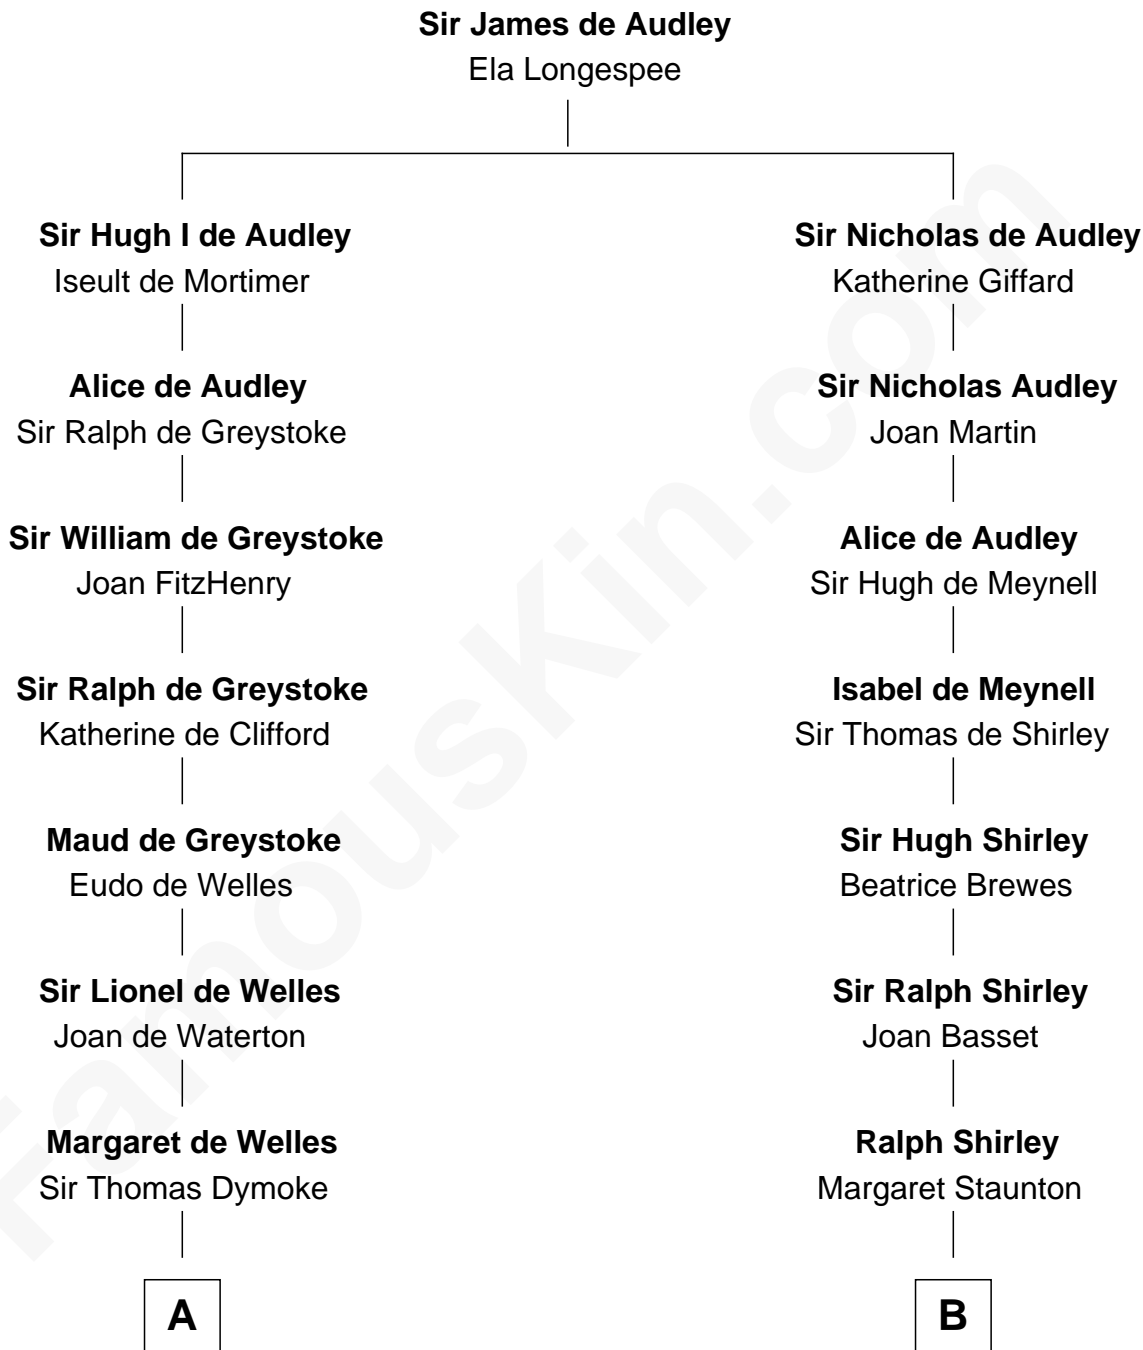 Sir James de Audley
Ela Longespee
Sir Hugh I de Audley
Iseult de Mortimer
Sir Nicholas de Audley
Katherine Giffard
Alice de Audley
Sir Ralph de Greystoke
Sir Nicholas Audley
Joan Martin
Sir William de Greystoke
Joan FitzHenry
Alice de Audley
Sir Hugh de Meynell
Sir Ralph de Greystoke
Katherine de Clifford
Isabel de Meynell
Sir Thomas de Shirley
Maud de Greystoke
Eudo de Welles
Sir Hugh Shirley
Beatrice Brewes
Sir Lionel de Welles
Joan de Waterton
Sir Ralph Shirley
Joan Basset
Margaret de Welles
Sir Thomas Dymoke
Ralph Shirley
Margaret Staunton
A
B
FamousKin.com